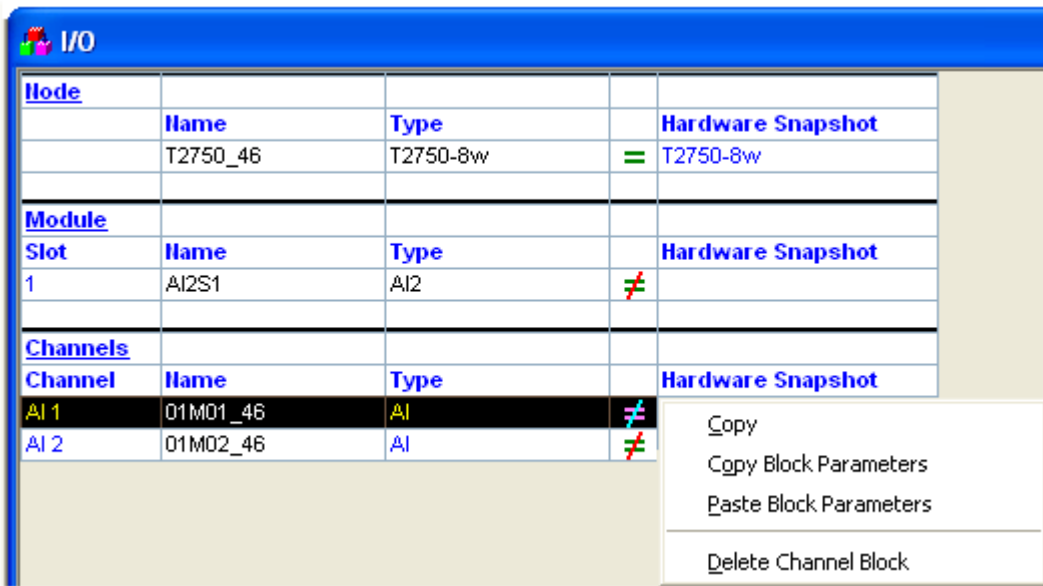 I/O
Node
Name Type Hardware Snapshot
T2750_46 T2750-8w = T2750-8w
Module
Slot Name Type Hardware Snapshot
1 AI2S1 AI2 ≠
Channels
Channel Name Type Hardware Snapshot
AI 1 01M01_46 AI ≠
AI 2 01M02_46 AI ≠
Copy
Copy Block Parameters
Paste Block Parameters
Delete Channel Block